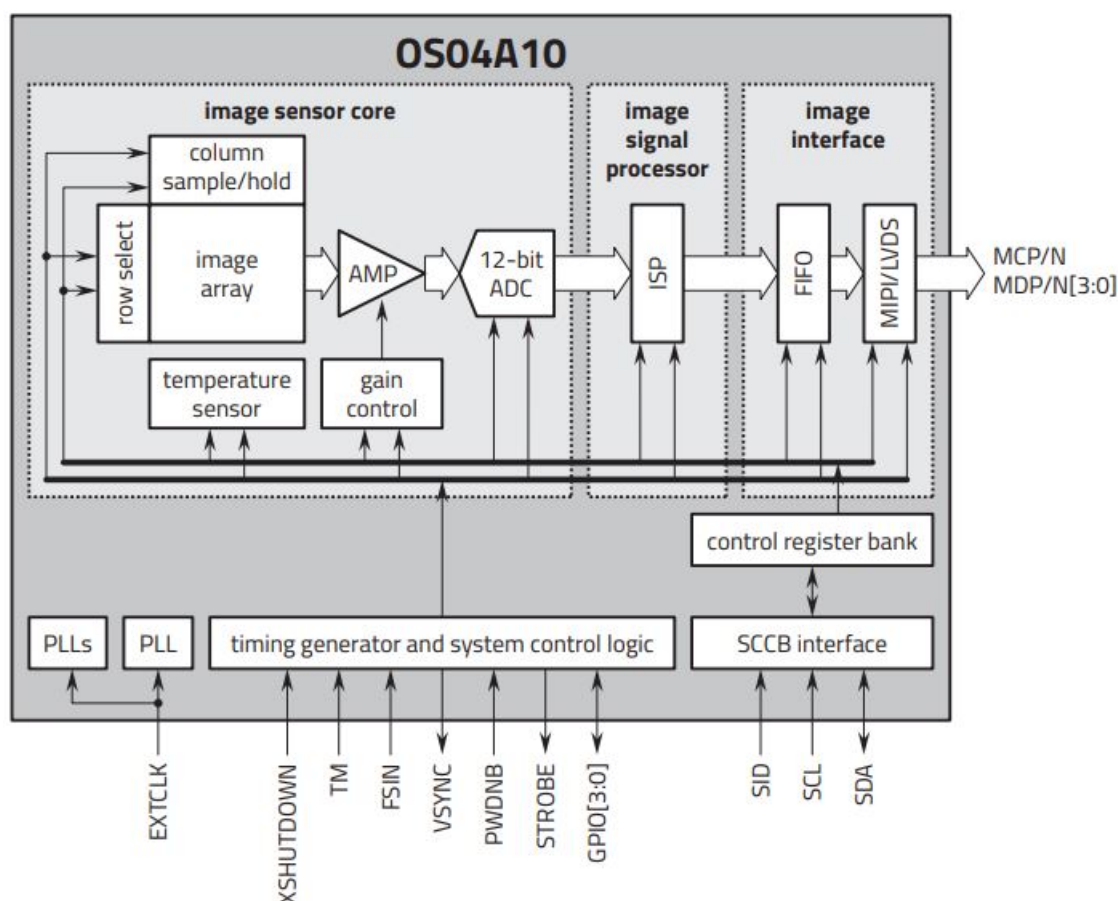 OS04A10
image sensor core
image
signal
processor
image
interface
column
sample/hold
row select
image
array
AMP
12-bit
ADC
ISP
FIFO
MIPI/LVDS
MCP/N
MDP/N[3:0]
temperature
sensor
gain
control
control register bank
PLLs
PLL
timing generator and system control logic
SCCB interface
EXTCLK
XSHUTDOWN
TM
FSIN
VSYNC
PWDNB
STROBE
GPIO[3:0]
SID
SCL
SDA